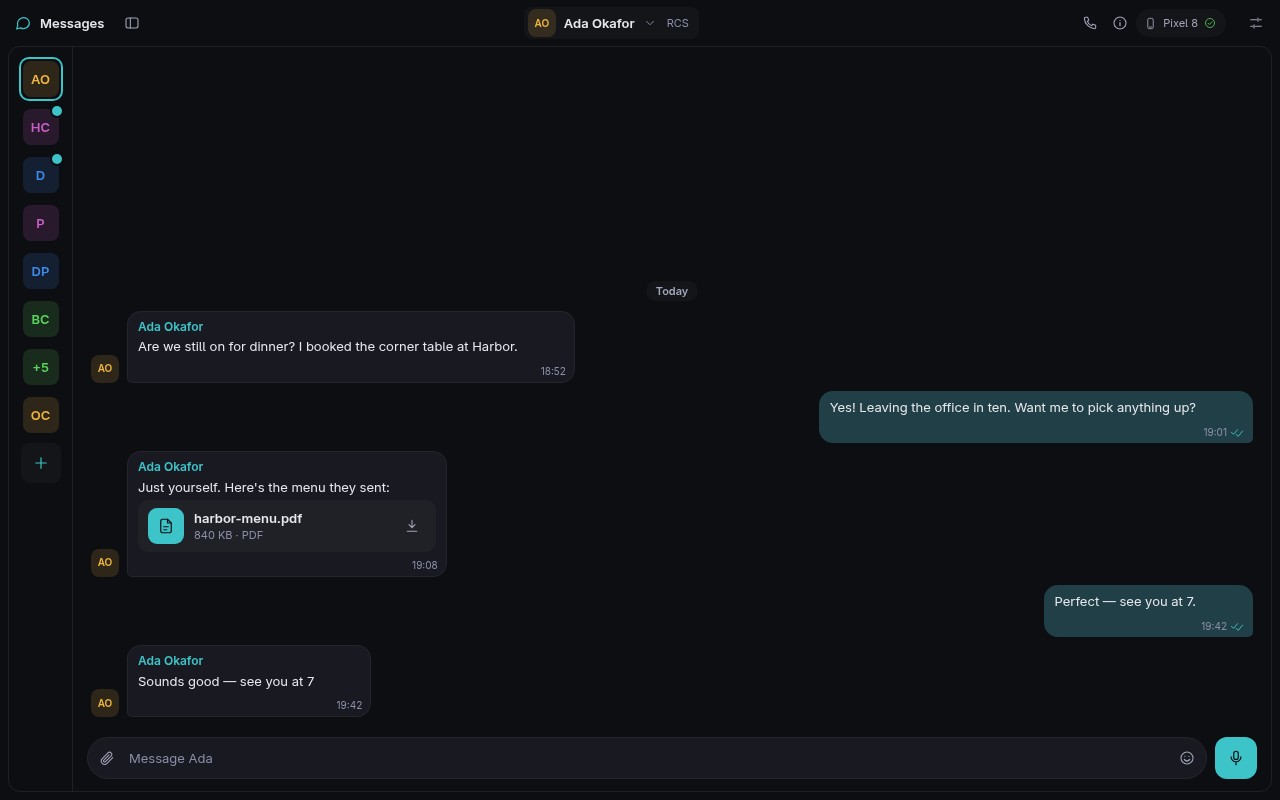 Messages
AO Ada Okafor RCS
Pixel 8
AO
HC
D
P
DP
BC
+5
OC
Today
Ada Okafor
Are we still on for dinner? I booked the corner table at Harbor.
18:52
AO
Yes! Leaving the office in ten. Want me to pick anything up?
19:01
Ada Okafor
Just yourself. Here's the menu they sent:
harbor-menu.pdf
840 KB · PDF
19:08
AO
Perfect — see you at 7.
19:42
Ada Okafor
Sounds good — see you at 7
19:42
AO
Message Ada